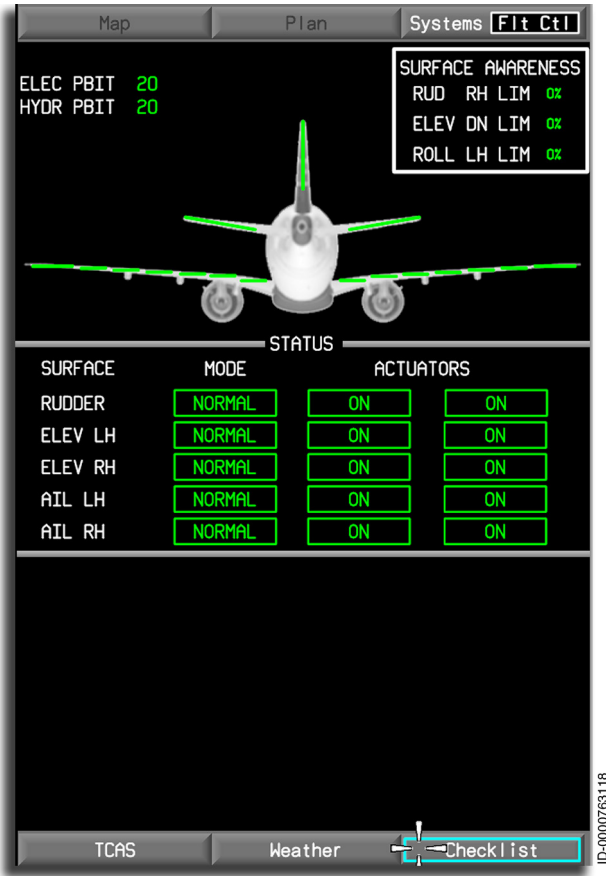 Map Plan Systems Flt Ctl
SURFACE AWARENESS
RUD RH LIM 0%
ELEV DN LIM 0%
ROLL LH LIM 0%
ELEC PBIT 20
HYDR PBIT 20
STATUS
SURFACE MODE ACTUATORS
RUDDER NORMAL ON ON
ELEV LH NORMAL ON ON
ELEV RH NORMAL ON ON
AIL LH NORMAL ON ON
AIL RH NORMAL ON ON
TCAS Weather Checklist
ID-0000763118